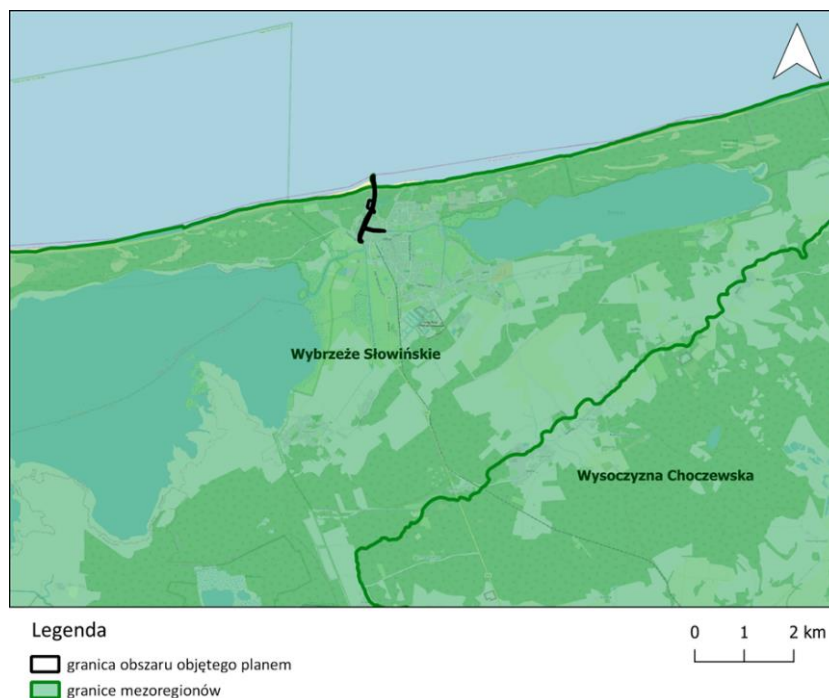 Wybrzeże Słowińskie
Wysoczyzna Choczewska
Legenda
granica obszaru objętego planem
granice mezoregionów
0 1 2 km